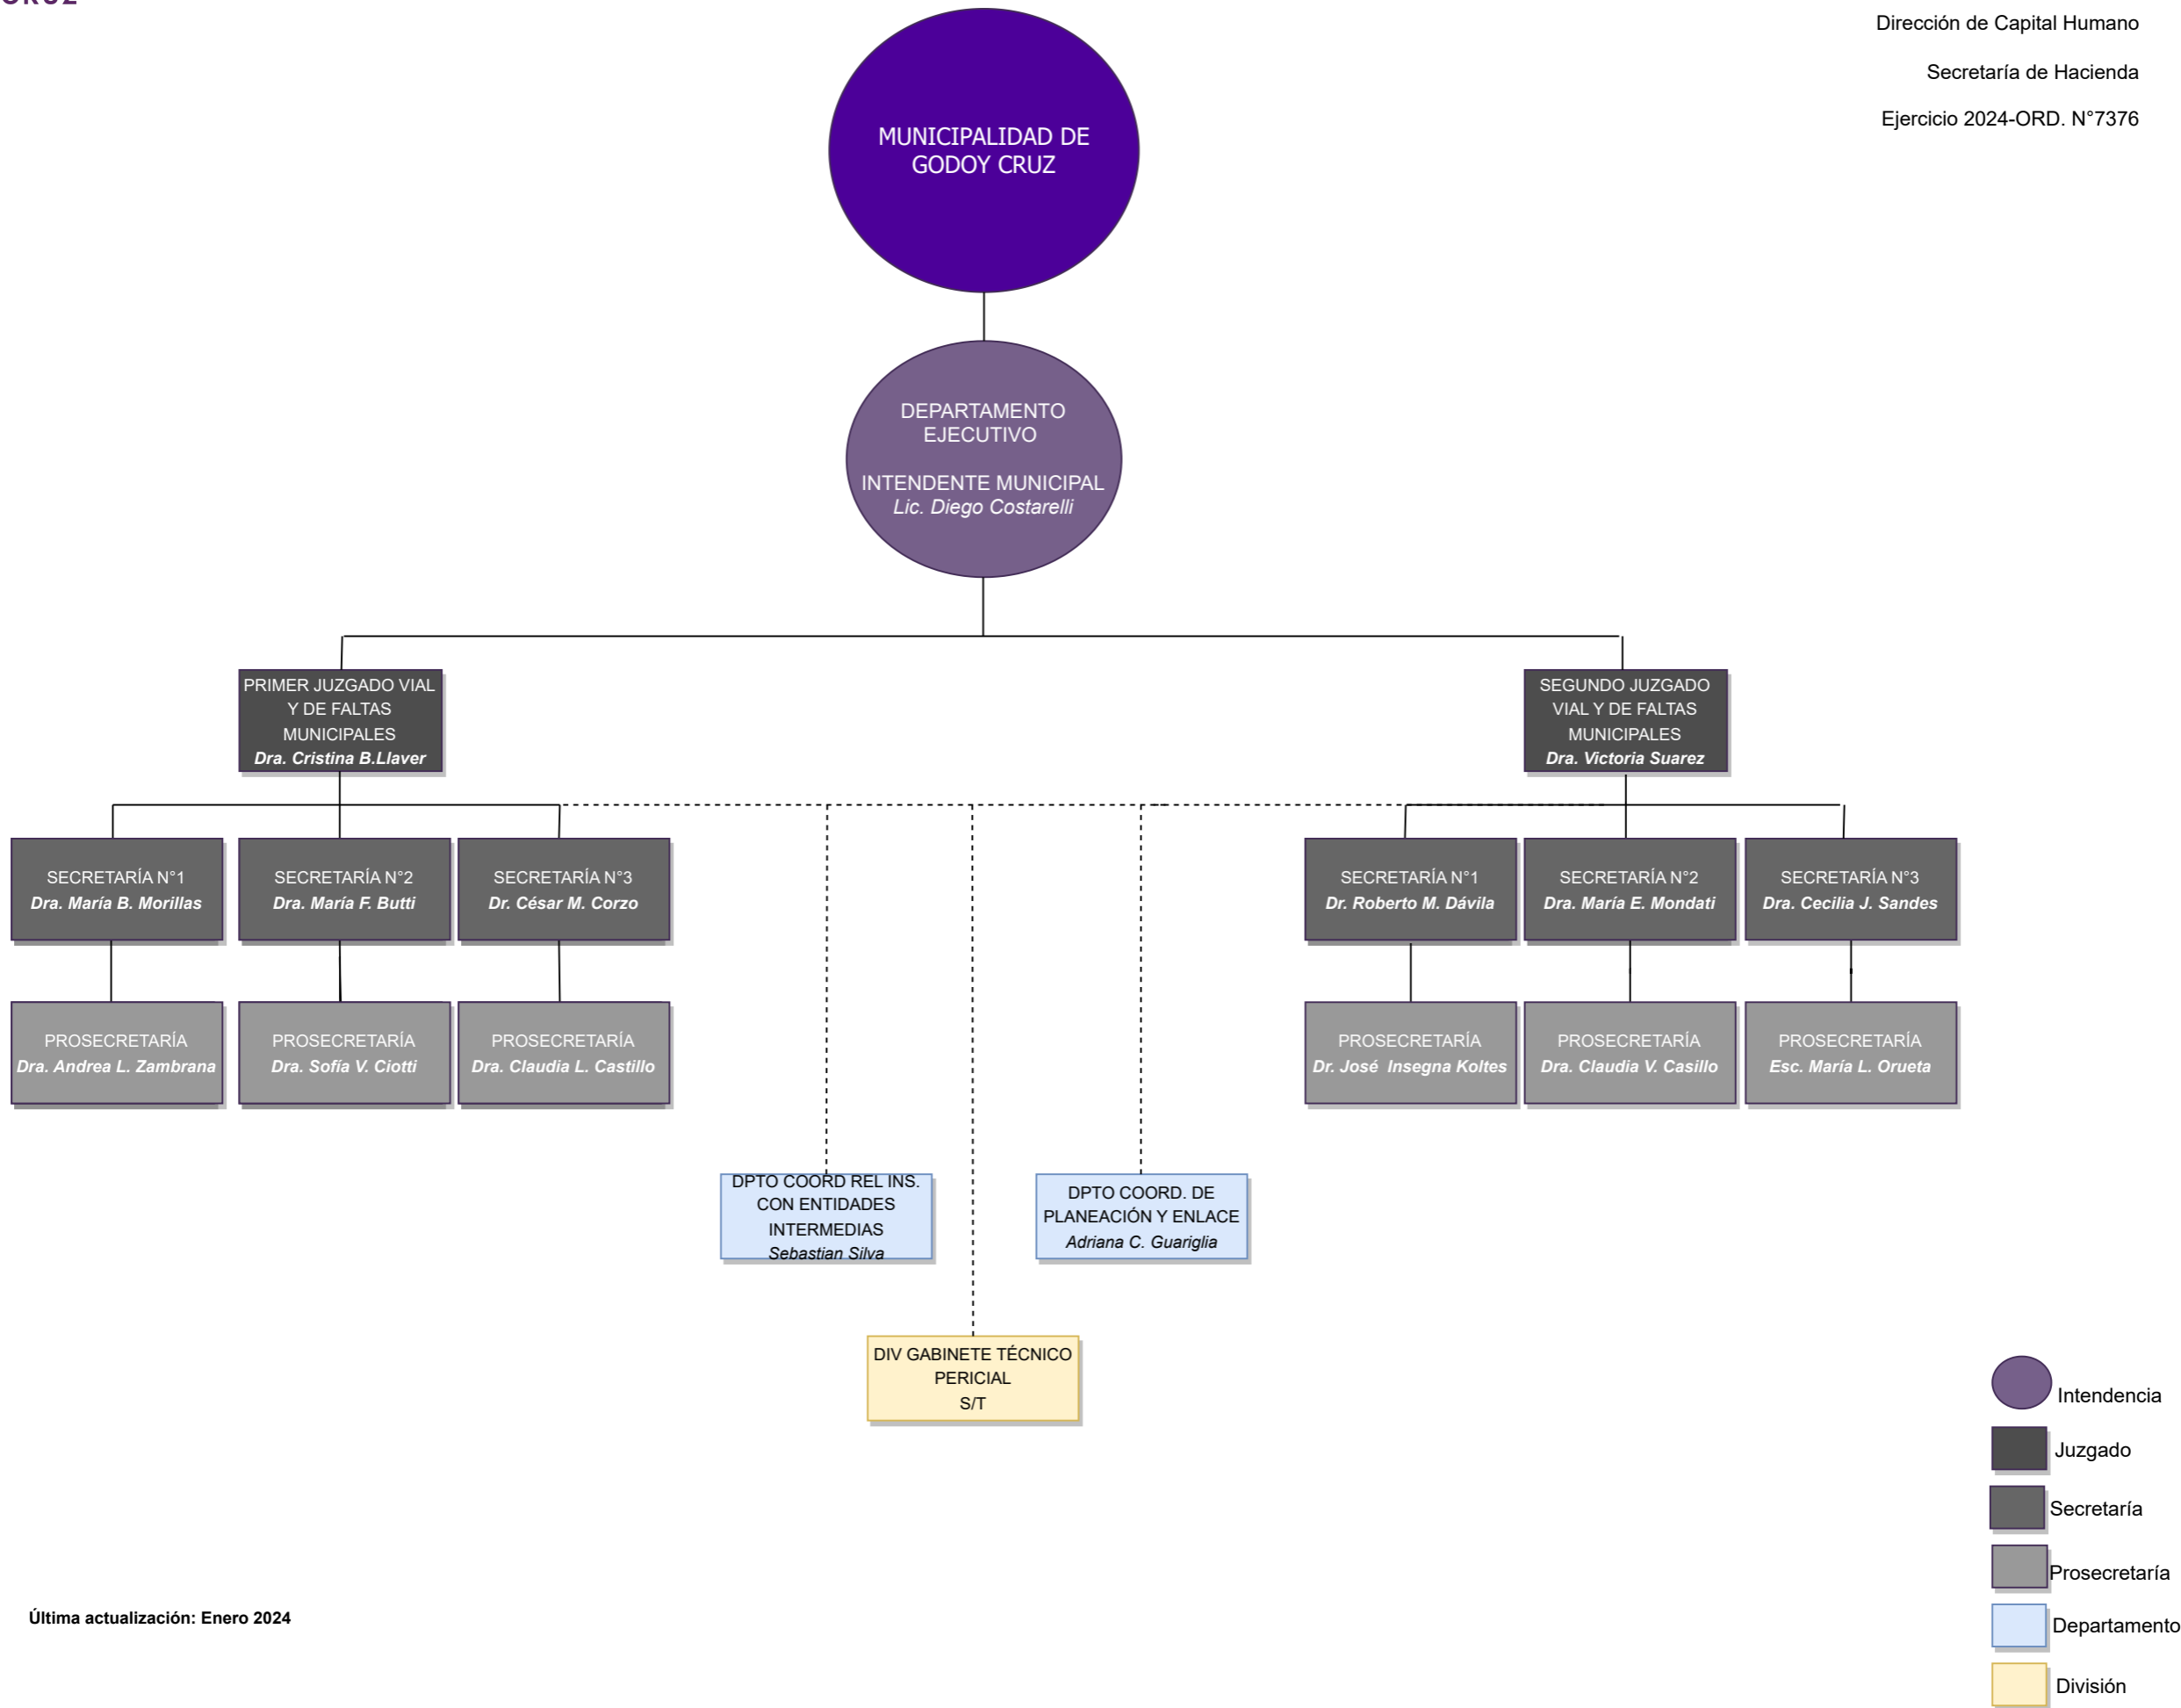 CRUZ
Dirección de Capital Humano
Secretaría de Hacienda
Ejercicio 2024-ORD. N°7376
MUNICIPALIDAD DE
GODOY CRUZ
DEPARTAMENTO
EJECUTIVO
INTENDENTE MUNICIPAL
Lic. Diego Costarelli
PRIMER JUZGADO VIAL
Y DE FALTAS
MUNICIPALES
Dra. Cristina B.Llaver
SEGUNDO JUZGADO
VIAL Y DE FALTAS
MUNICIPALES
Dra. Victoria Suarez
SECRETARÍA N°1
Dra. María B. Morillas
SECRETARÍA N°2
Dra. María F. Butti
SECRETARÍA N°3
Dr. César M. Corzo
SECRETARÍA N°1
Dr. Roberto M. Dávila
SECRETARÍA N°2
Dra. María E. Mondati
SECRETARÍA N°3
Dra. Cecilia J. Sandes
PROSECRETARÍA
Dra. Andrea L. Zambrana
PROSECRETARÍA
Dra. Sofía V. Ciotti
PROSECRETARÍA
Dra. Claudia L. Castillo
PROSECRETARÍA
Dr. José  Insegna Koltes
PROSECRETARÍA
Dra. Claudia V. Casillo
PROSECRETARÍA
Esc. María L. Orueta
DPTO COORD REL INS.
CON ENTIDADES
INTERMEDIAS
Sebastian Silva
DPTO COORD. DE
PLANEACIÓN Y ENLACE
Adriana C. Guariglia
DIV GABINETE TÉCNICO
PERICIAL
S/T
Intendencia
Juzgado
Secretaría
Prosecretaría
Departamento
División
Última actualización: Enero 2024